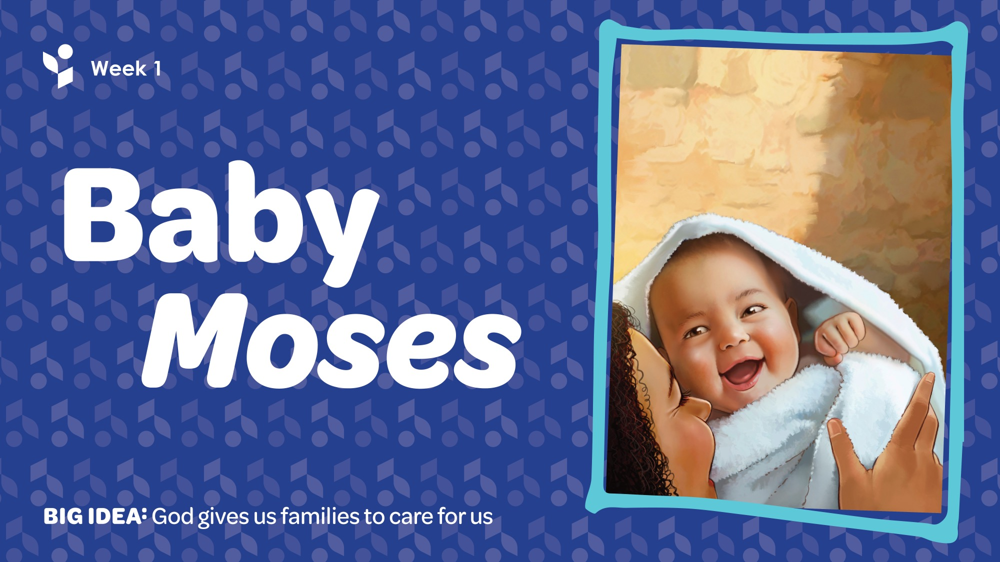 Week 1
Baby
Moses
BIG IDEA: God gives us families to care for us